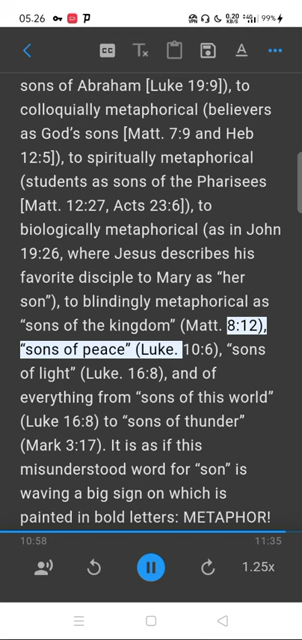 05.26
0.20 KB/S
99%
CC
sons of Abraham [Luke 19:9]), to
colloquially metaphorical (believers
as God’s sons [Matt. 7:9 and Heb
12:5]), to spiritually metaphorical
(students as sons of the Pharisees
[Matt. 12:27, Acts 23:6]), to
biologically metaphorical (as in John
19:26, where Jesus describes his
favorite disciple to Mary as “her
son”), to blindingly metaphorical as
“sons of the kingdom” (Matt. 8:12),
“sons of peace” (Luke. 10:6), “sons
of light” (Luke. 16:8), and of
everything from “sons of this world”
(Luke 16:8) to “sons of thunder”
(Mark 3:17). It is as if this
misunderstood word for “son” is
waving a big sign on which is
painted in bold letters: METAPHOR!
10:58
11:35
1.25x